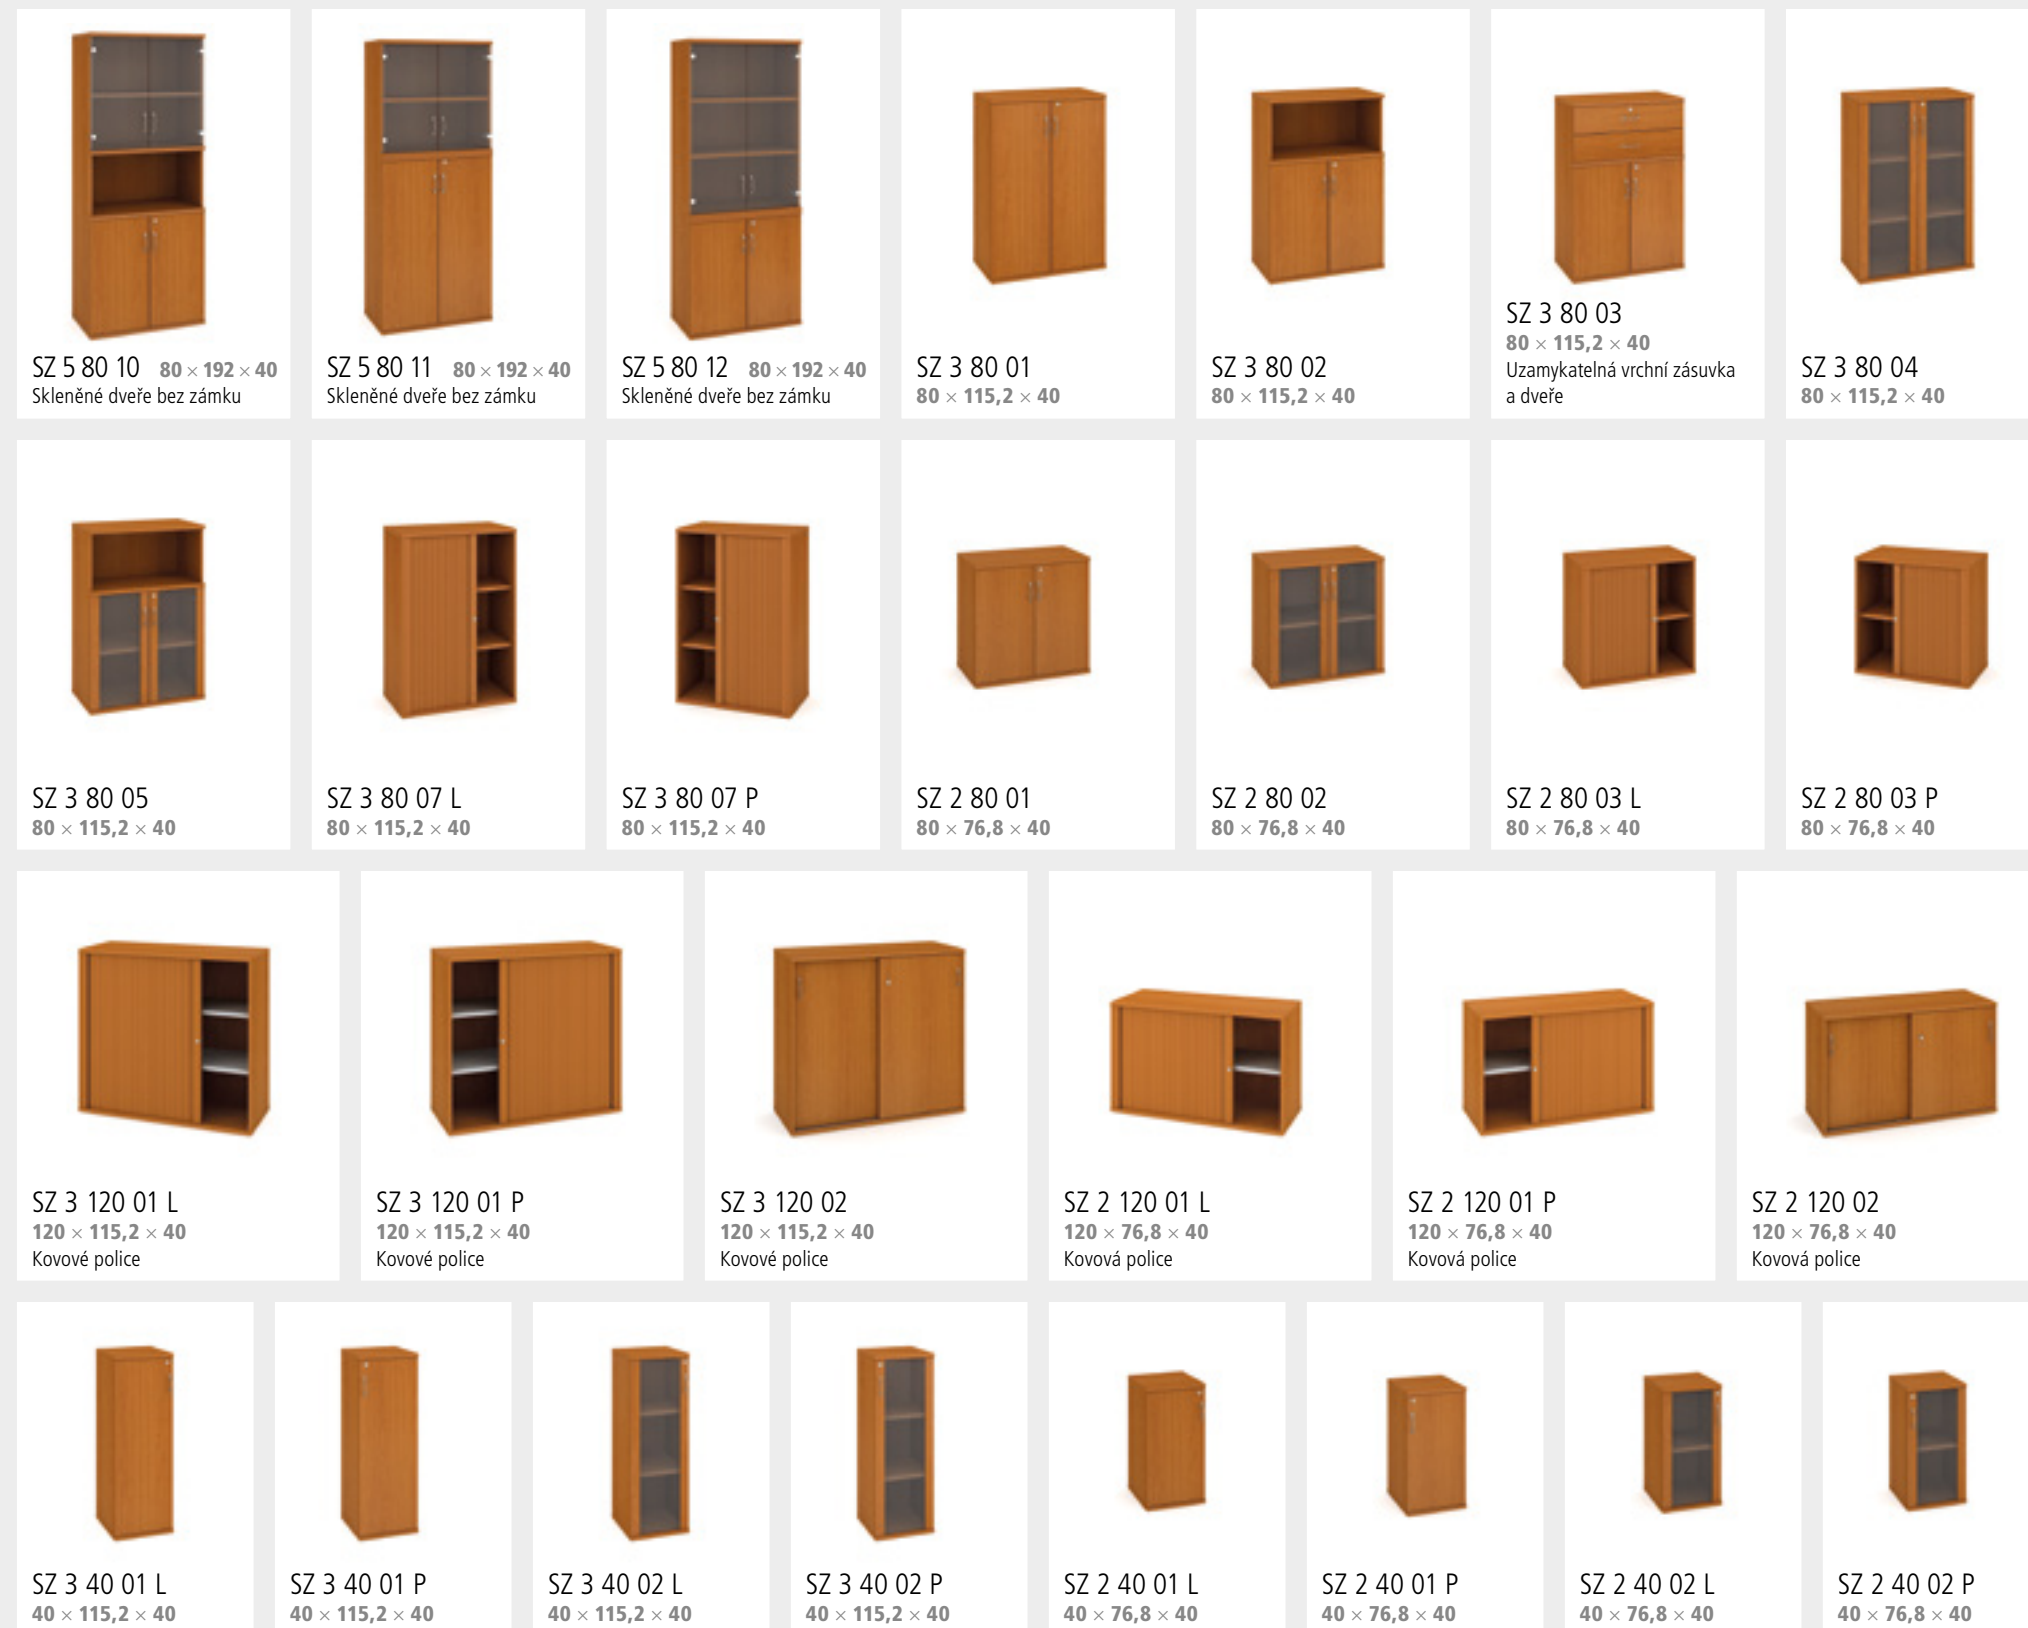 SZ 5 80 10 80 × 192 × 40
Skleněné dveře bez zámku
SZ 5 80 11 80 × 192 × 40
Skleněné dveře bez zámku
SZ 5 80 12 80 × 192 × 40
Skleněné dveře bez zámku
SZ 3 80 01
80 × 115,2 × 40
SZ 3 80 02
80 × 115,2 × 40
SZ 3 80 03
80 × 115,2 × 40
Uzamykatelná vrchní zásuvka
a dveře
SZ 3 80 04
80 × 115,2 × 40
SZ 3 80 05
80 × 115,2 × 40
SZ 3 80 07 L
80 × 115,2 × 40
SZ 3 80 07 P
80 × 115,2 × 40
SZ 2 80 01
80 × 76,8 × 40
SZ 2 80 02
80 × 76,8 × 40
SZ 2 80 03 L
80 × 76,8 × 40
SZ 2 80 03 P
80 × 76,8 × 40
SZ 3 120 01 L
120 × 115,2 × 40
Kovové police
SZ 3 120 01 P
120 × 115,2 × 40
Kovové police
SZ 3 120 02
120 × 115,2 × 40
Kovové police
SZ 2 120 01 L
120 × 76,8 × 40
Kovová police
SZ 2 120 01 P
120 × 76,8 × 40
Kovová police
SZ 2 120 02
120 × 76,8 × 40
Kovová police
SZ 3 40 01 L
40 × 115,2 × 40
SZ 3 40 01 P
40 × 115,2 × 40
SZ 3 40 02 L
40 × 115,2 × 40
SZ 3 40 02 P
40 × 115,2 × 40
SZ 2 40 01 L
40 × 76,8 × 40
SZ 2 40 01 P
40 × 76,8 × 40
SZ 2 40 02 L
40 × 76,8 × 40
SZ 2 40 02 P
40 × 76,8 × 40